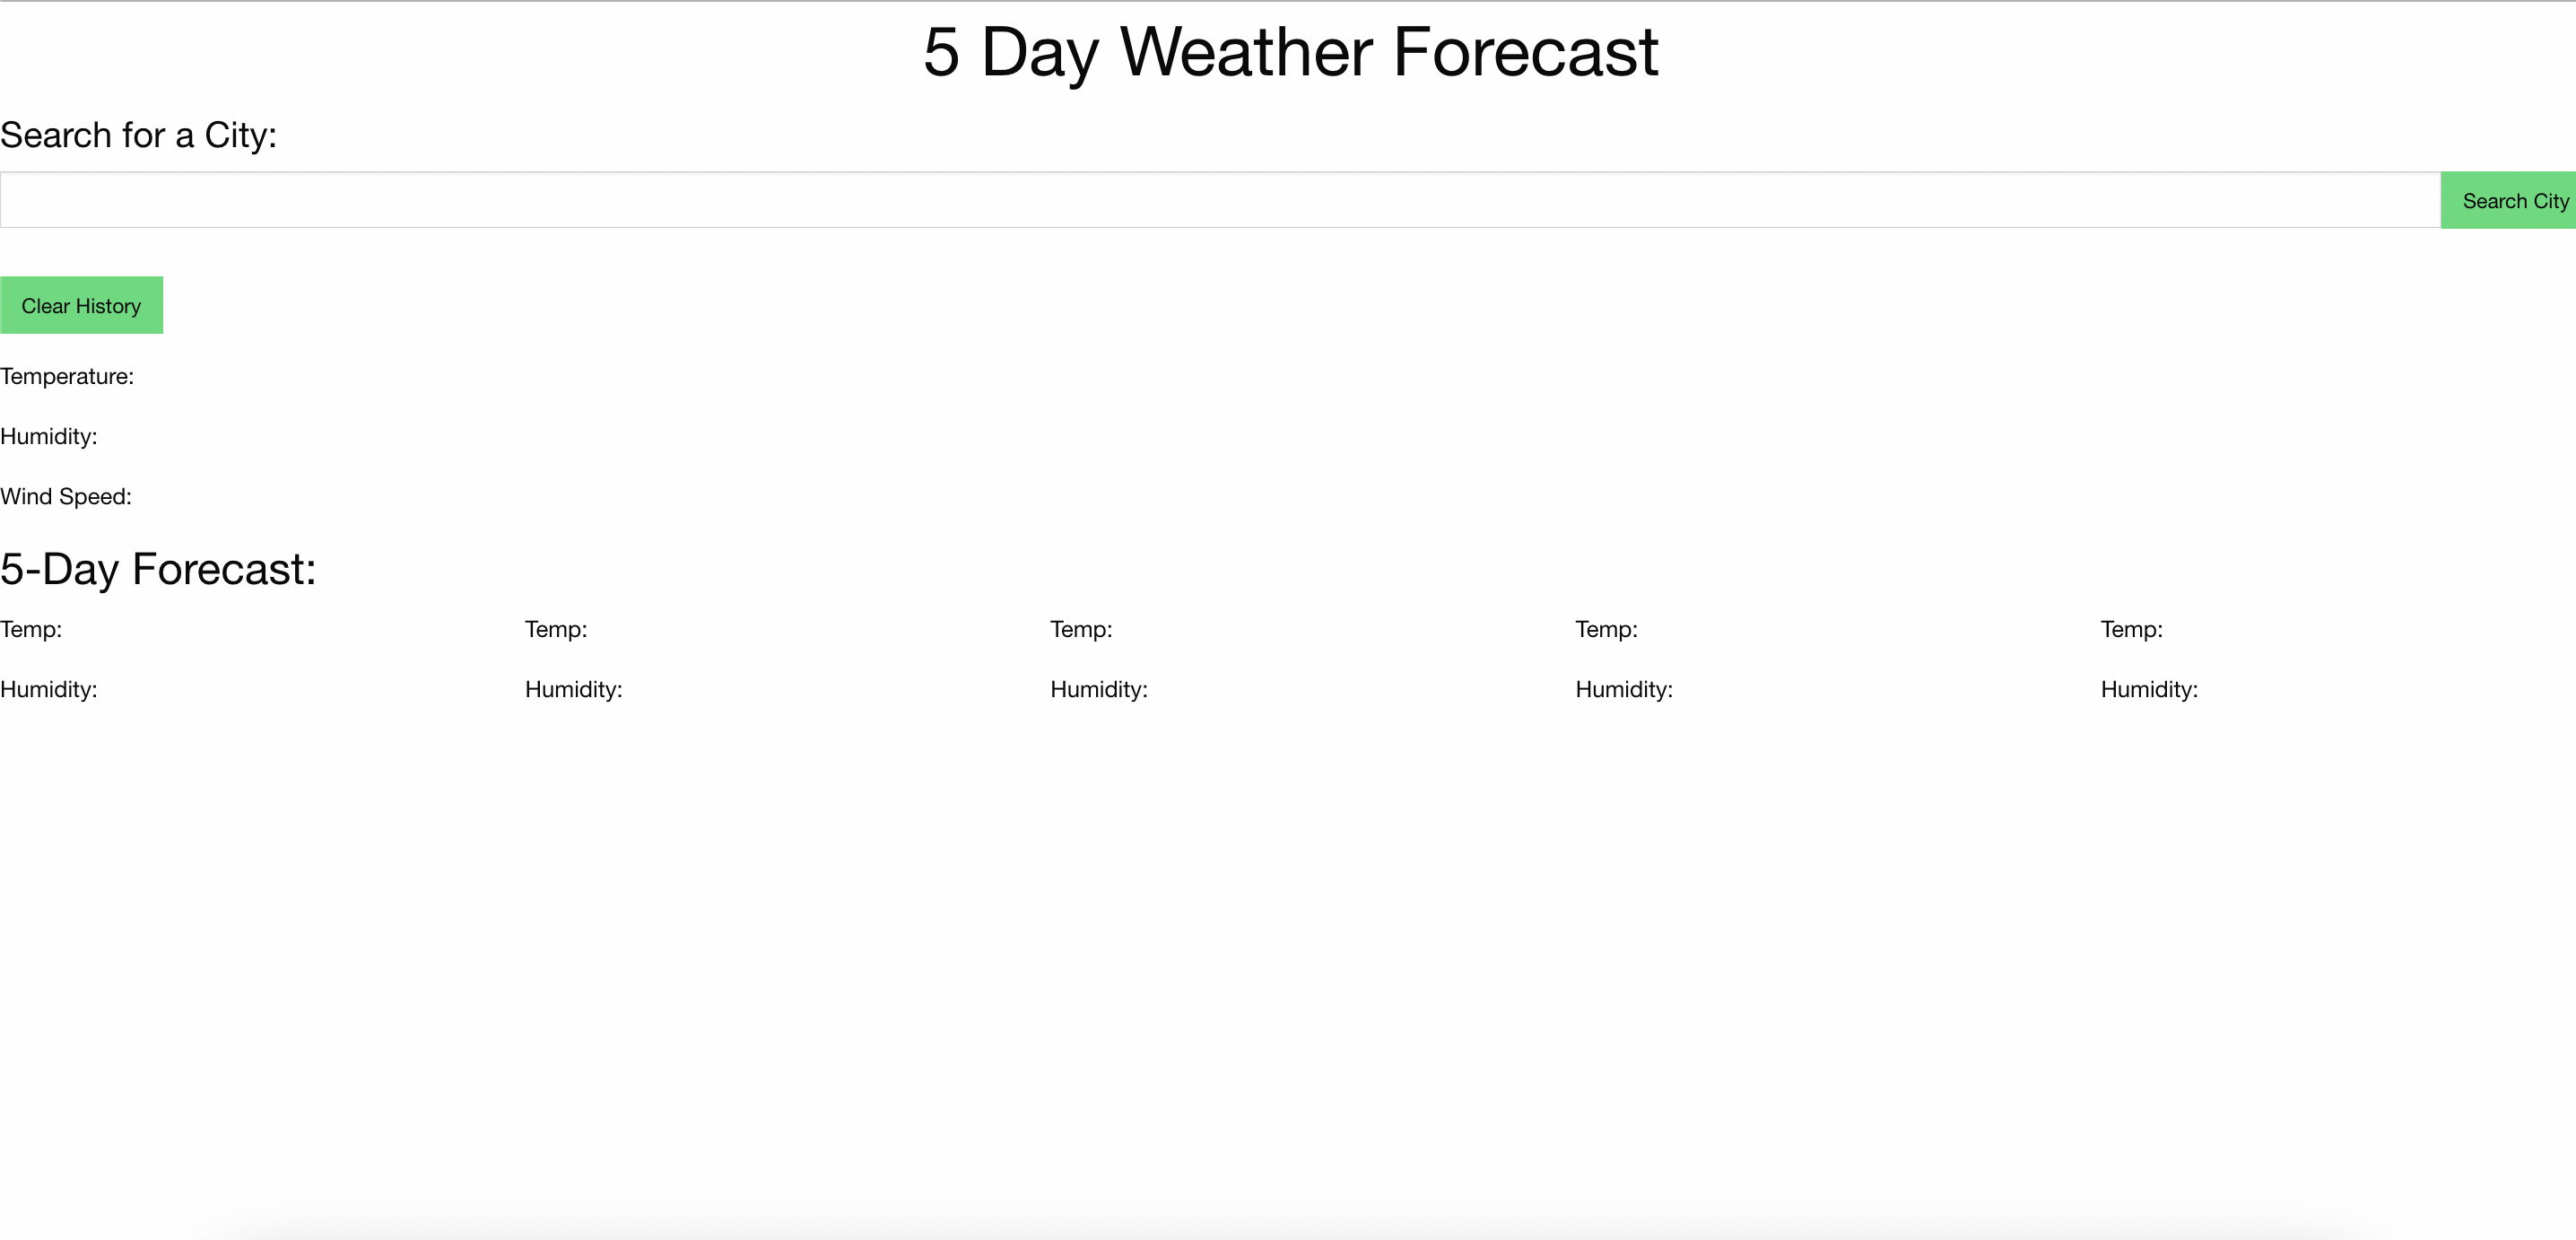 5 Day Weather Forecast
Search for a City:
Search City
Clear History
Temperature:
Humidity:
Wind Speed:
5-Day Forecast:
Temp: Temp: Temp: Temp: Temp:
Humidity: Humidity: Humidity: Humidity: Humidity: